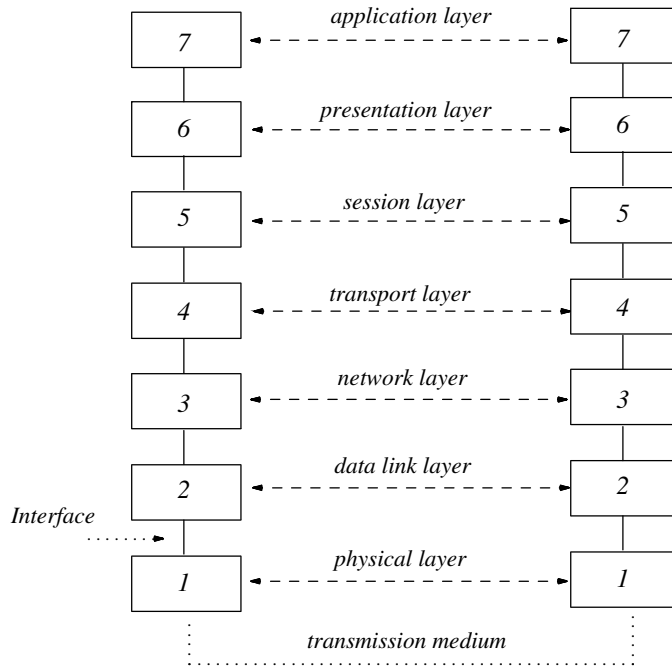 7 application layer 7
6 presentation layer 6
5 session layer 5
4 transport layer 4
3 network layer 3
2 data link layer 2
Interface
1 physical layer 1
transmission medium